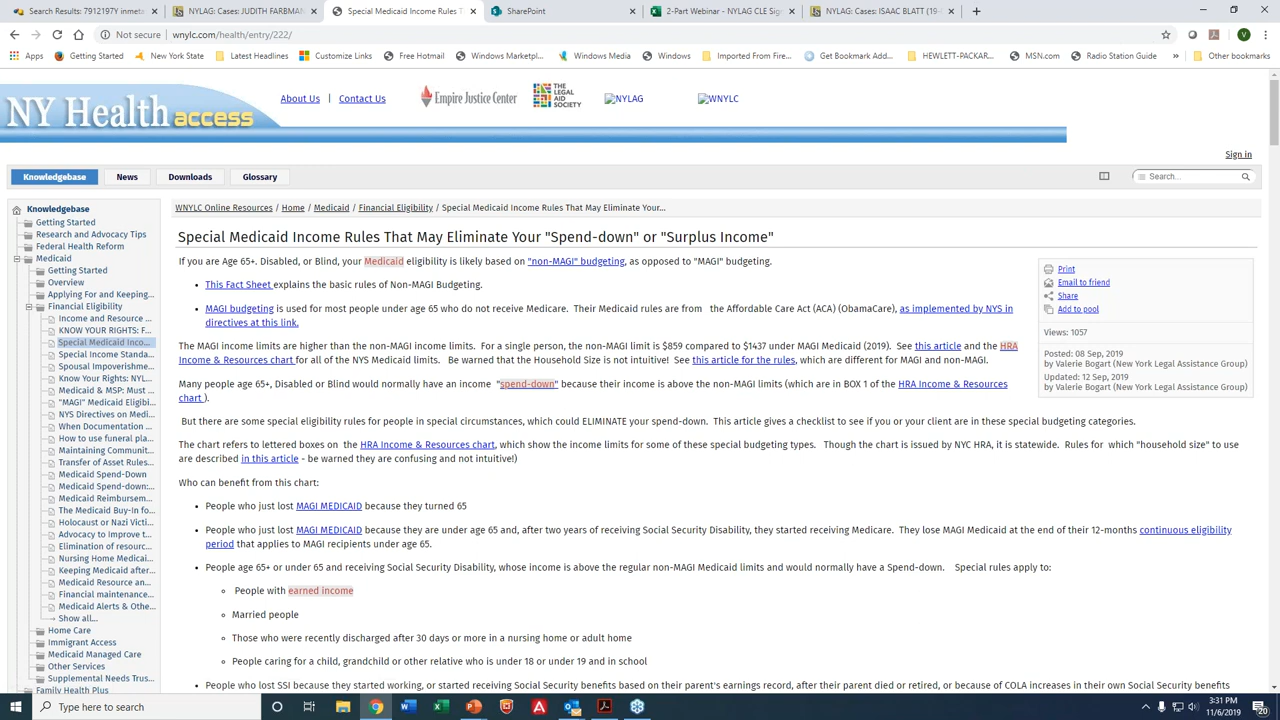 Search Results: 7912197Y inmeta
NYLAG: Cases: JUDITH FARBMAN
Special Medicaid Income Rules T
SharePoint
2-Part Webinar - NYLAG CLE Sig
NYLAG: Cases: ISAAC BLATT (19-
Not secure | wnylc.com/health/entry/222/
Apps Getting Started New York State Latest Headlines Customize Links Free Hotmail Windows Marketpl... Windows Media Windows Imported From Fire... Get Bookmark Add... HEWLETT-PACKAR... MSN.com Radio Station Guide » Other bookmarks
NY Health access
About Us | Contact Us
Empire Justice Center
THE LEGAL AID SOCIETY
NYLAG
WNYLC
Sign in
Knowledgebase News Downloads Glossary
Search...
Knowledgebase
Getting Started
Research and Advocacy Tips
Federal Health Reform
Medicaid
Getting Started
Overview
Applying For and Keeping...
Financial Eligibility
Income and Resource ...
KNOW YOUR RIGHTS: F...
Special Medicaid Inco...
Special Income Standa...
Spousal Impoverishme...
Know Your Rights: NYL...
Medicaid & MSP: Must ...
"MAGI" Medicaid Eligibi...
NYS Directives on Medi...
When Documentation ...
How to use funeral pla...
Maintaining Communit...
Transfer of Asset Rules...
Medicaid Spend-Down
Medicaid Spend-down:...
Medicaid Reimbursem...
The Medicaid Buy-In fo...
Holocaust or Nazi Victi...
Advocacy to Improve t...
Elimination of resourc...
Nursing Home Medicai...
Keeping Medicaid after...
Medicaid Resource an...
Financial maintenance...
Medicaid Alerts & Othe...
Show all...
Home Care
Immigrant Access
Medicaid Managed Care
Other Services
Supplemental Needs Trus...
Family Health Plus
WNYLC Online Resources / Home / Medicaid / Financial Eligibility / Special Medicaid Income Rules That May Eliminate Your...
Special Medicaid Income Rules That May Eliminate Your "Spend-down" or "Surplus Income"
If you are Age 65+. Disabled, or Blind, your Medicaid eligibility is likely based on "non-MAGI" budgeting, as opposed to "MAGI" budgeting.
• This Fact Sheet explains the basic rules of Non-MAGI Budgeting.
• MAGI budgeting is used for most people under age 65 who do not receive Medicare. Their Medicaid rules are from the Affordable Care Act (ACA) (ObamaCare), as implemented by NYS in
directives at this link.
The MAGI income limits are higher than the non-MAGI income limits. For a single person, the non-MAGI limit is $859 compared to $1437 under MAGI Medicaid (2019). See this article and the HRA
Income & Resources chart for all of the NYS Medicaid limits. Be warned that the Household Size is not intuitive! See this article for the rules, which are different for MAGI and non-MAGI.
Many people age 65+, Disabled or Blind would normally have an income "spend-down" because their income is above the non-MAGI limits (which are in BOX 1 of the HRA Income & Resources
chart ).
But there are some special eligibility rules for people in special circumstances, which could ELIMINATE your spend-down. This article gives a checklist to see if you or your client are in these special budgeting categories.
The chart refers to lettered boxes on the HRA Income & Resources chart, which show the income limits for some of these special budgeting types. Though the chart is issued by NYC HRA, it is statewide. Rules for which "household size" to use
are described in this article - be warned they are confusing and not intuitive!)
Who can benefit from this chart:
• People who just lost MAGI MEDICAID because they turned 65
• People who just lost MAGI MEDICAID because they are under age 65 and, after two years of receiving Social Security Disability, they started receiving Medicare. They lose MAGI Medicaid at the end of their 12-months continuous eligibility
period that applies to MAGI recipients under age 65.
• People age 65+ or under 65 and receiving Social Security Disability, whose income is above the regular non-MAGI Medicaid limits and would normally have a Spend-down. Special rules apply to:
People with earned income
Married people
Those who were recently discharged after 30 days or more in a nursing home or adult home
People caring for a child, grandchild or other relative who is under 18 or under 19 and in school
• People who lost SSI because they started working, or started receiving Social Security benefits based on their parent's earnings record, after their parent died or retired, or because of COLA increases in their own Social Security benefits
Print
Email to friend
Share
Add to pool
Views: 1057
Posted: 08 Sep, 2019
by Valerie Bogart (New York Legal Assistance Group)
Updated: 12 Sep, 2019
by Valerie Bogart (New York Legal Assistance Group)
Type here to search
3:31 PM
11/6/2019
20